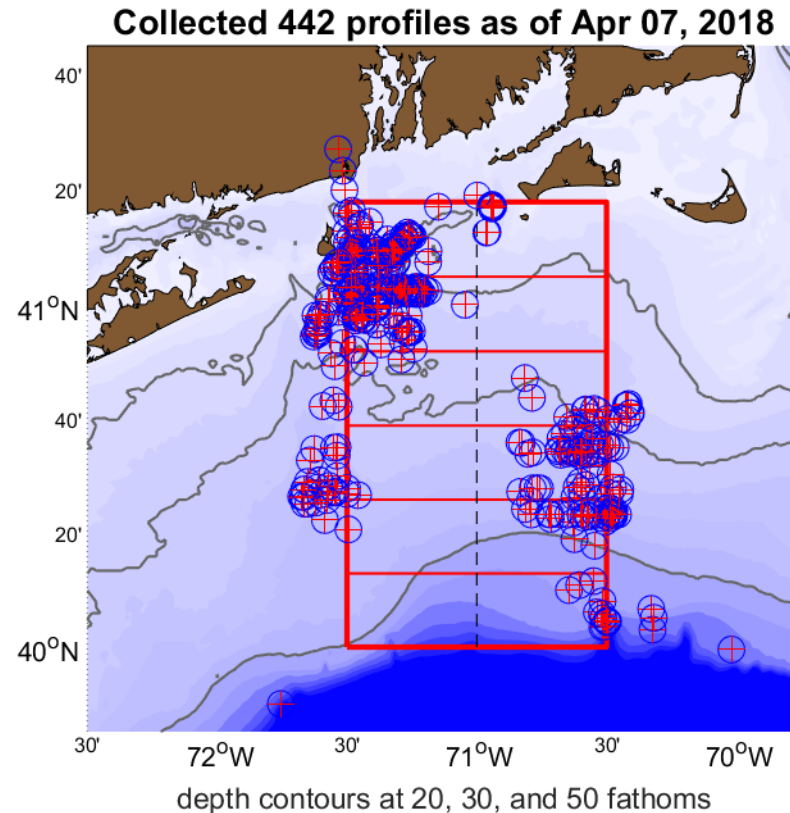 Collected 442 profiles as of Apr 07, 2018
40'
20'
41°N
40'
20'
40°N
30' 72°W 30' 71°W 30' 70°W
depth contours at 20, 30, and 50 fathoms